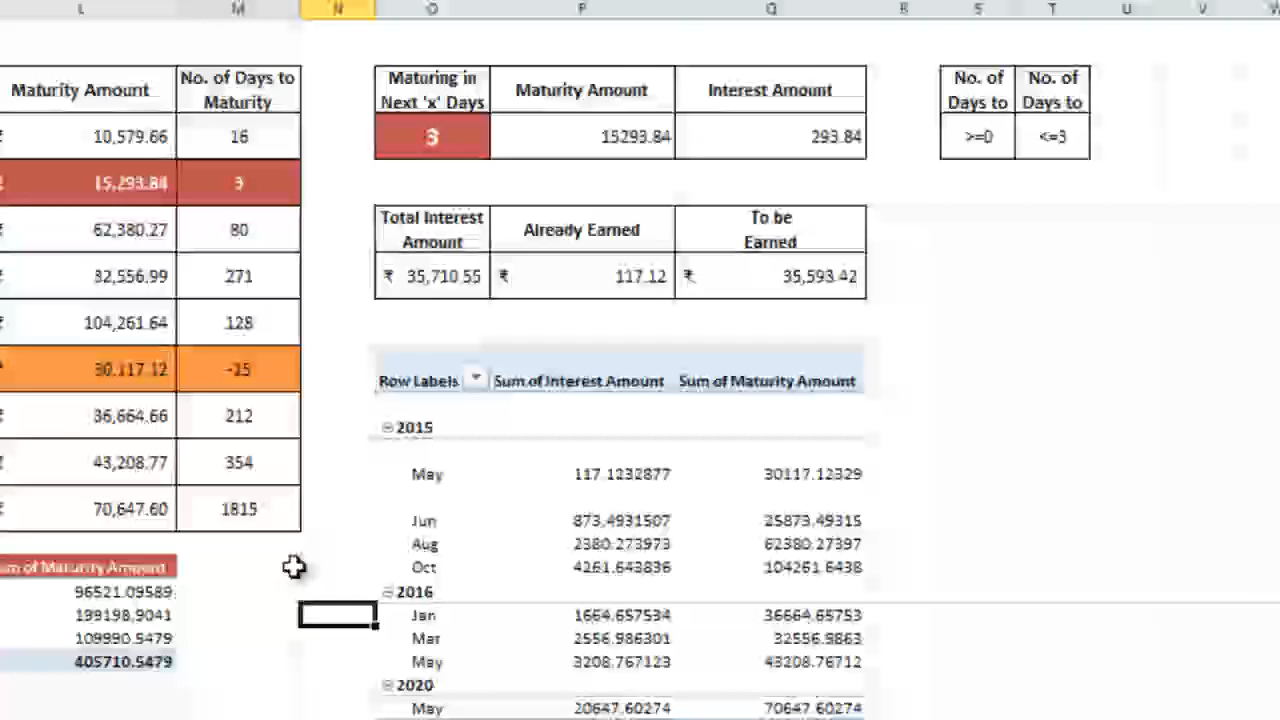 L M N O P Q R S T U V W
Maturity Amount No. of Days to Maturity
10,579.66 16
15,293.84 3
62,380.27 80
32,556.99 271
104,261.64 128
30,117.12 -15
36,664.66 212
43,208.77 354
70,647.60 1815
um of Maturity Amount
96521.09589
199198.9041
109990.5479
405710.5479
Maturing in Next 'x' Days Maturity Amount Interest Amount
3 15293.84 293.84
Total Interest Amount Already Earned To be Earned
₹ 35,710.55 ₹ 117.12 ₹ 35,593.42
Row Labels Sum of Interest Amount Sum of Maturity Amount
2015
May 117.1232877 30117.12329
Jun 873.4931507 25873.49315
Aug 2380.273973 62380.27397
Oct 4261.643836 104261.6438
2016
Jan 1664.657534 36664.65753
Mar 2556.986301 32556.9863
May 3208.767123 43208.76712
2020
May 20647.60274 70647.60274
No. of Days to No. of Days to
>=0 <=3